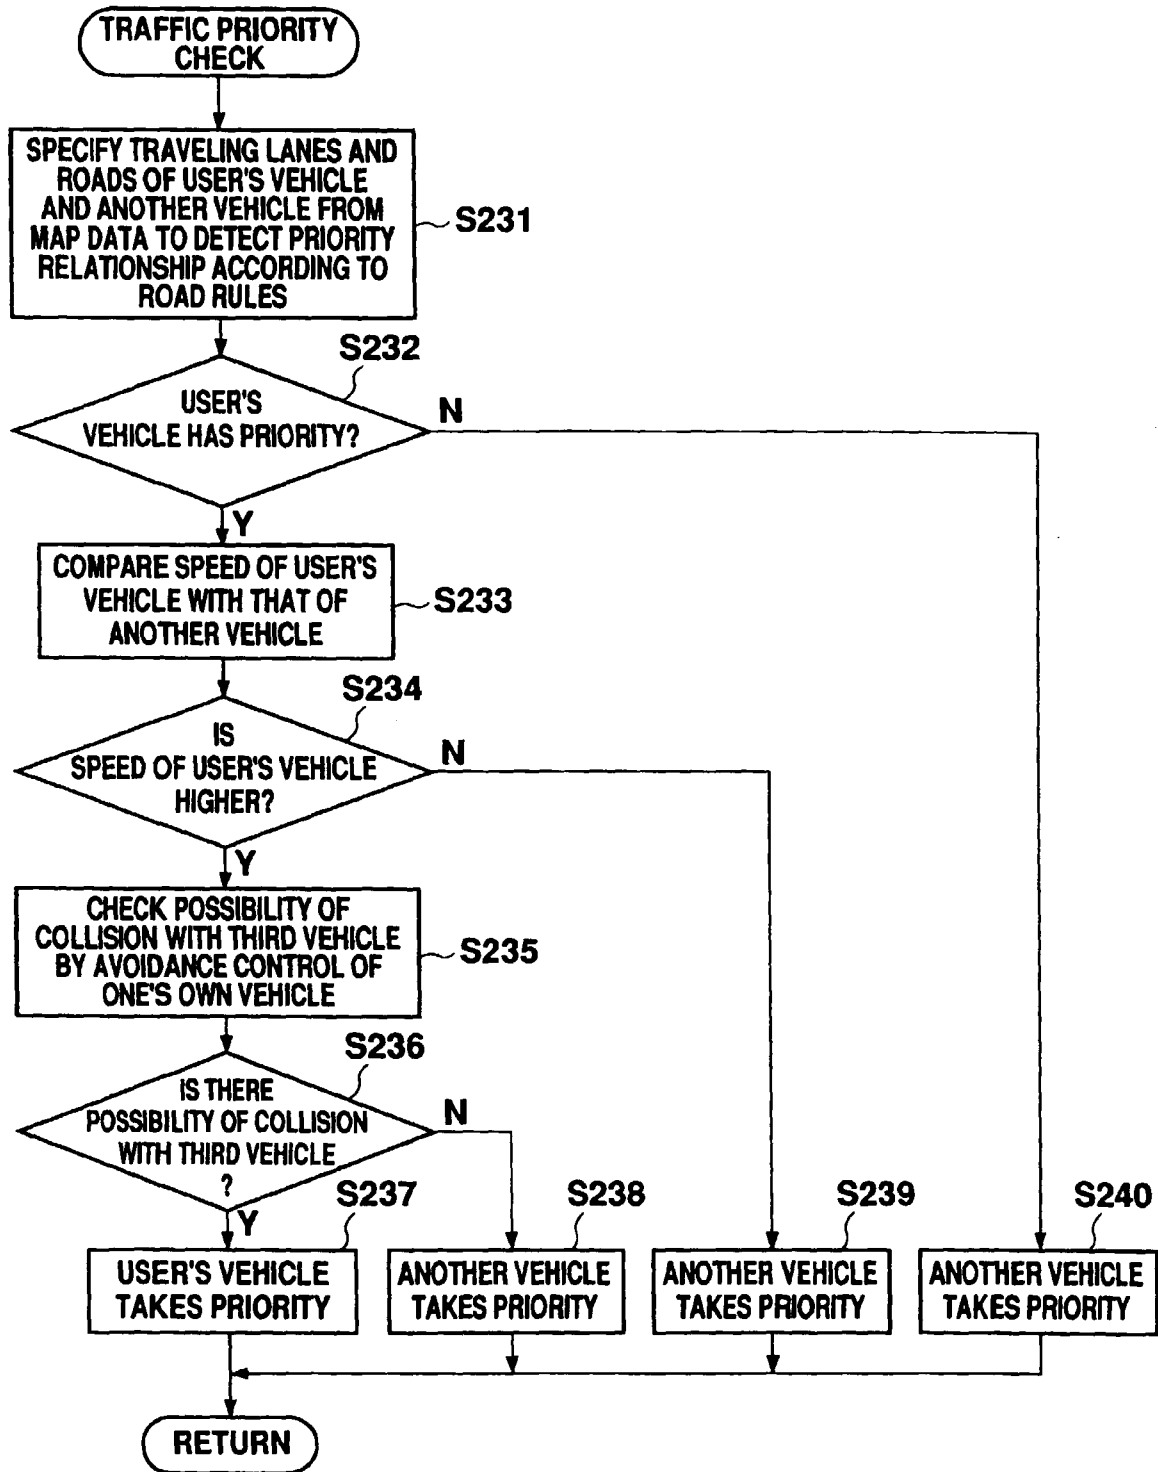 TRAFFIC PRIORITY
CHECK
SPECIFY TRAVELING LANES AND
ROADS OF USER'S VEHICLE
AND ANOTHER VEHICLE FROM
MAP DATA TO DETECT PRIORITY
RELATIONSHIP ACCORDING TO
ROAD RULES
S231
S232
USER'S
VEHICLE HAS PRIORITY?
N
Y
COMPARE SPEED OF USER'S
VEHICLE WITH THAT OF
ANOTHER VEHICLE
S233
S234
IS
SPEED OF USER'S VEHICLE
HIGHER?
N
Y
CHECK POSSIBILITY OF
COLLISION WITH THIRD VEHICLE
BY AVOIDANCE CONTROL OF
ONE'S OWN VEHICLE
S235
S236
IS THERE
POSSIBILITY OF COLLISION
WITH THIRD VEHICLE
?
N
Y
S237
USER'S VEHICLE
TAKES PRIORITY
S238
ANOTHER VEHICLE
TAKES PRIORITY
S239
ANOTHER VEHICLE
TAKES PRIORITY
S240
ANOTHER VEHICLE
TAKES PRIORITY
RETURN